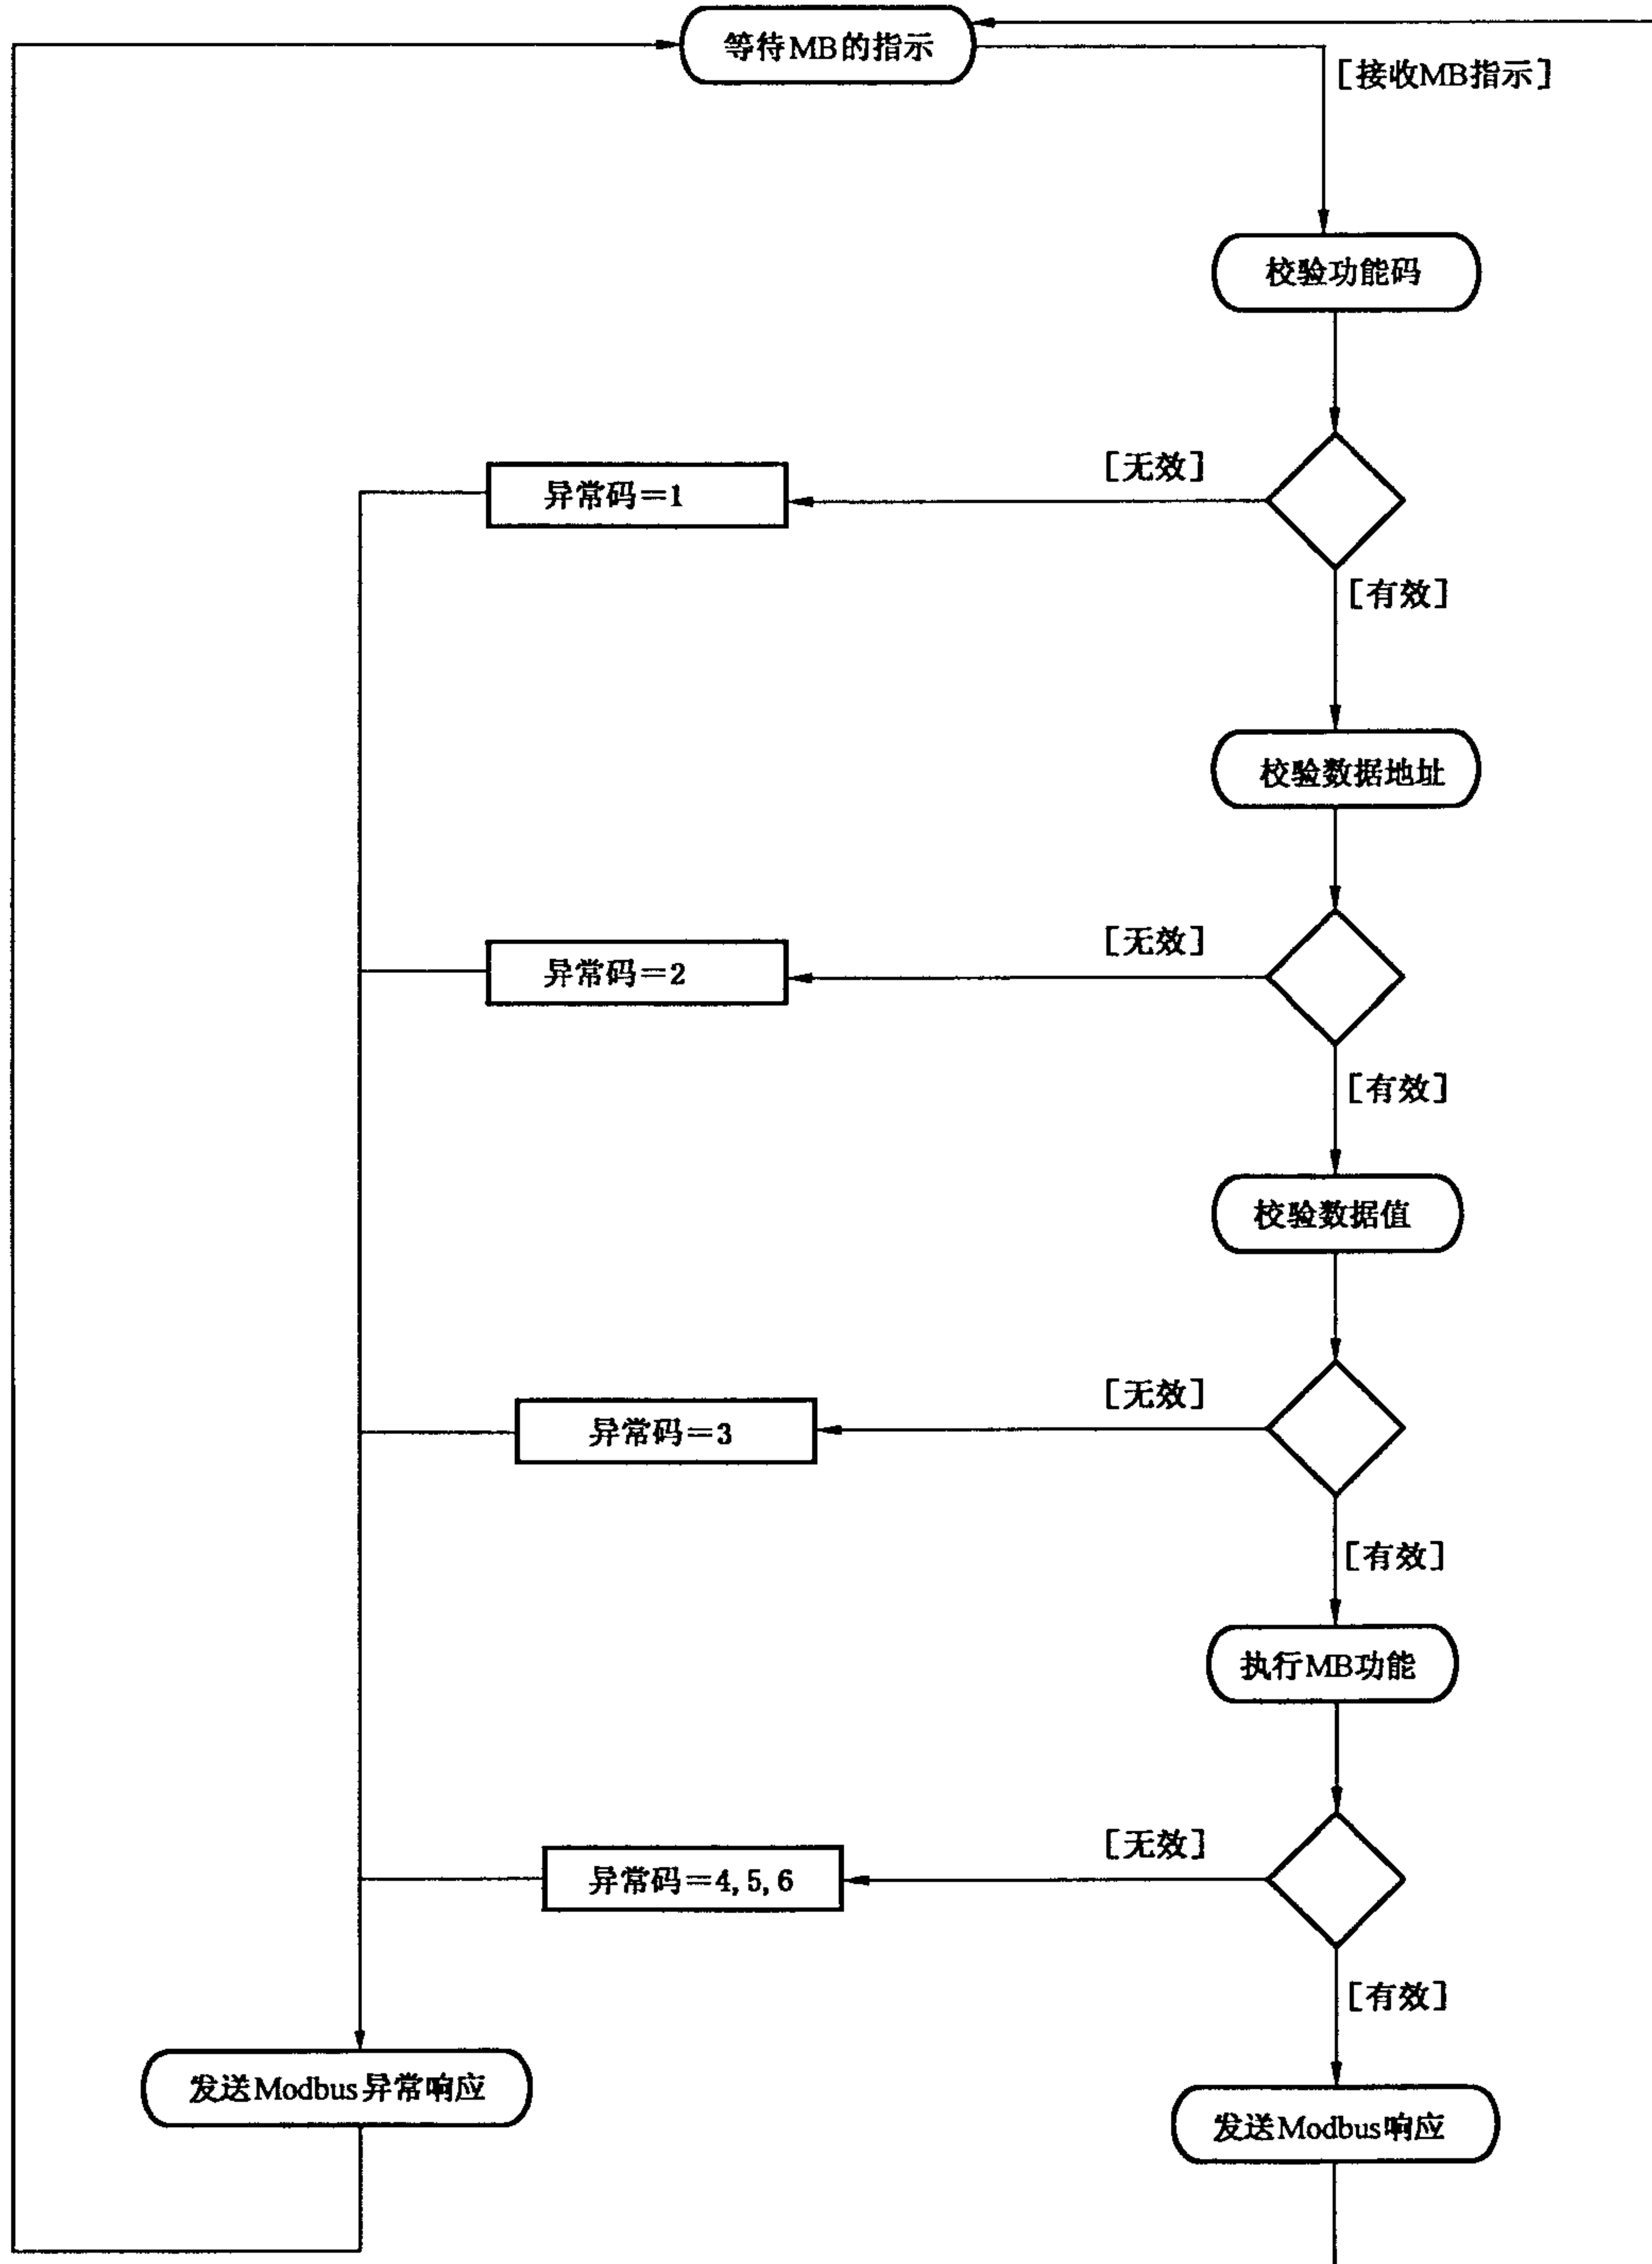 等待MB的指示
[接收MB指示]
校验功能码
[无效]
异常码=1
[有效]
校验数据地址
[无效]
异常码=2
[有效]
校验数据值
[无效]
异常码=3
[有效]
执行MB功能
[无效]
异常码=4,5,6
[有效]
发送Modbus异常响应
发送Modbus响应